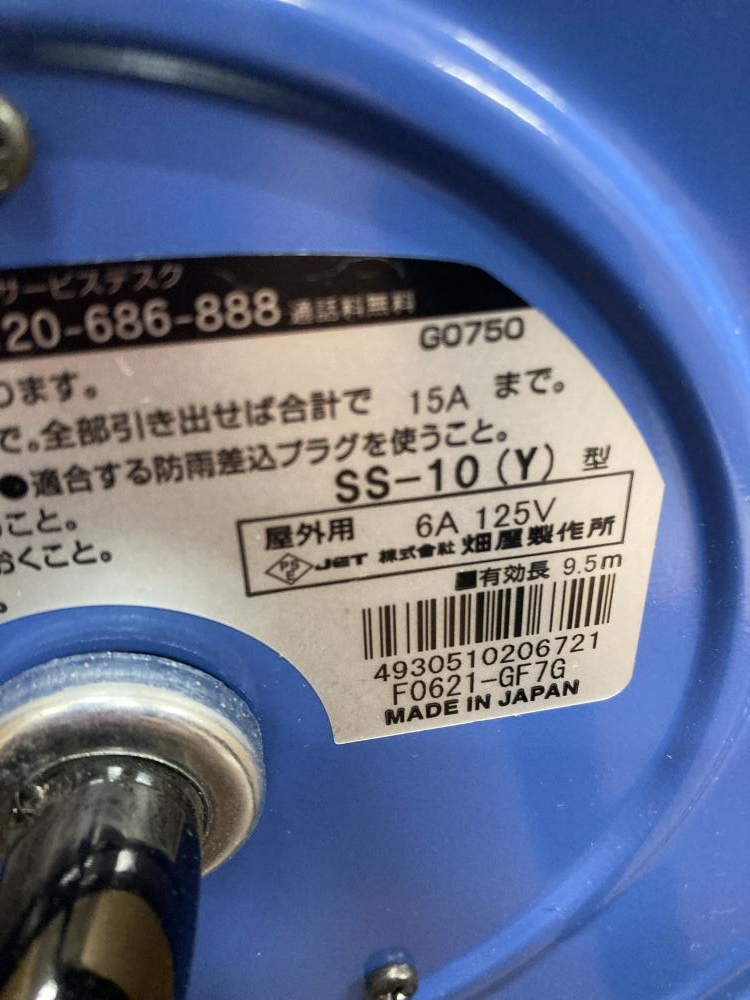 サービスデスク
20-686-888 通話料無料
G0750
ります。
で。全部引き出せば合計で 15A まで。
●適合する防雨差込プラグを使うこと。
SS-10(Y) 型
ること。
おくこと。
屋外用 6A 125V
PSE JET 株式会社 畑屋製作所
■有効長 9.5m
4930510206721
F0621-GF7G
MADE IN JAPAN